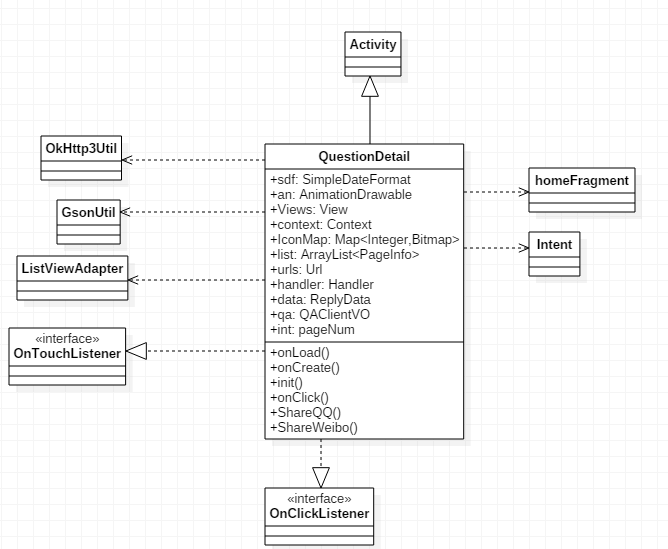 Activity
OkHttp3Util
GsonUtil
ListViewAdapter
«interface»
OnTouchListener
QuestionDetail
+sdf: SimpleDateFormat
+an: AnimationDrawable
+Views: View
+context: Context
+IconMap: Map<Integer,Bitmap>
+list: ArrayList<PageInfo>
+urls: Url
+handler: Handler
+data: ReplyData
+qa: QAClientVO
+int: pageNum
+onLoad()
+onCreate()
+init()
+onClick()
+ShareQQ()
+ShareWeibo()
homeFragment
Intent
«interface»
OnClickListener